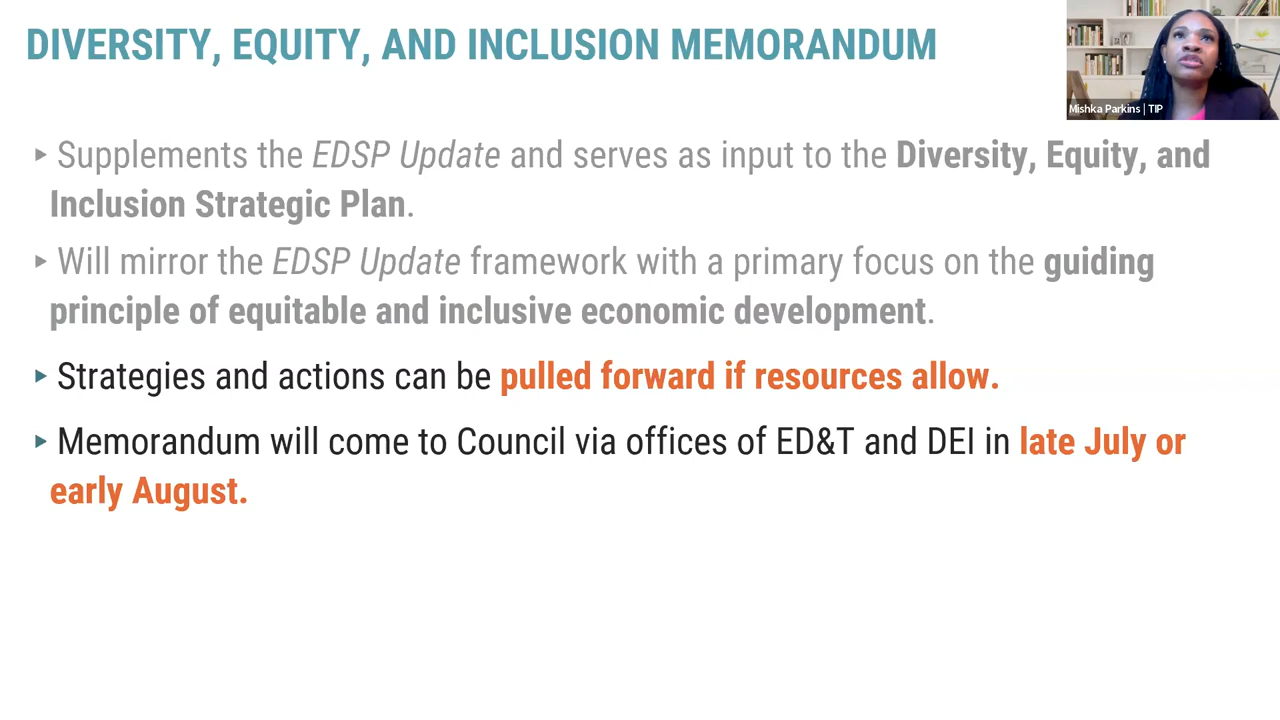 DIVERSITY, EQUITY, AND INCLUSION MEMORANDUM
Mishka Parkins | TIP
▸ Supplements the EDSP Update and serves as input to the Diversity, Equity, and
Inclusion Strategic Plan.
▸ Will mirror the EDSP Update framework with a primary focus on the guiding
principle of equitable and inclusive economic development.
▸ Strategies and actions can be pulled forward if resources allow.
▸ Memorandum will come to Council via offices of ED&T and DEI in late July or
early August.